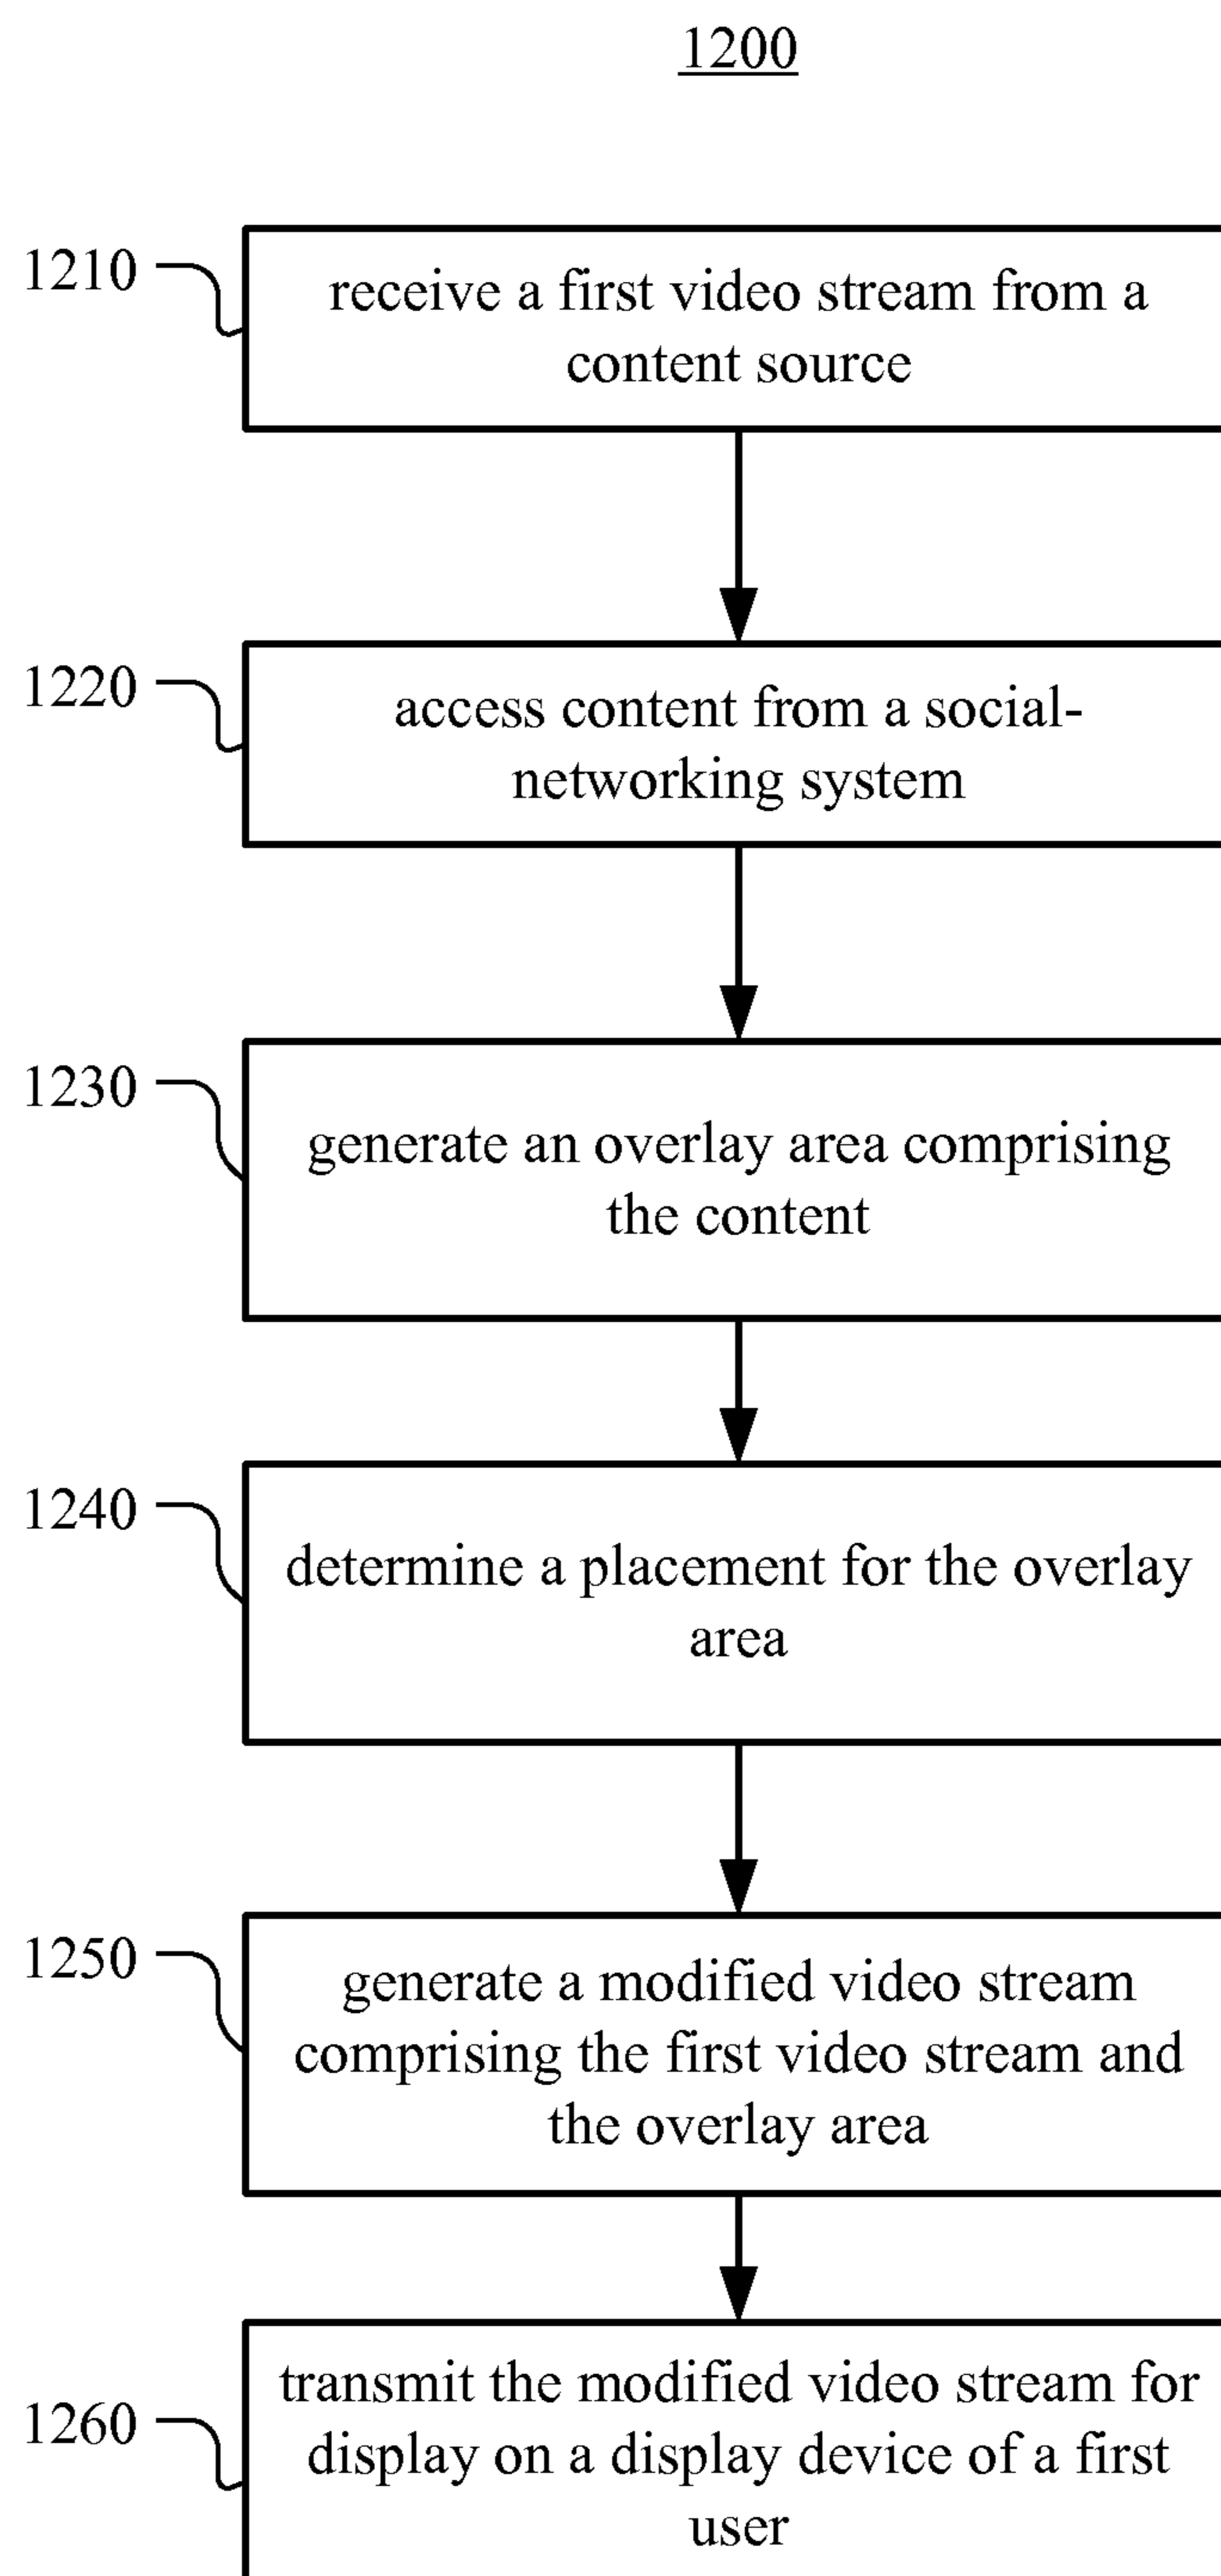 1200
1210
receive a first video stream from a
content source
1220
access content from a social-
networking system
1230
generate an overlay area comprising
the content
1240
determine a placement for the overlay
area
1250
generate a modified video stream
comprising the first video stream and
the overlay area
1260
transmit the modified video stream for
display on a display device of a first
user